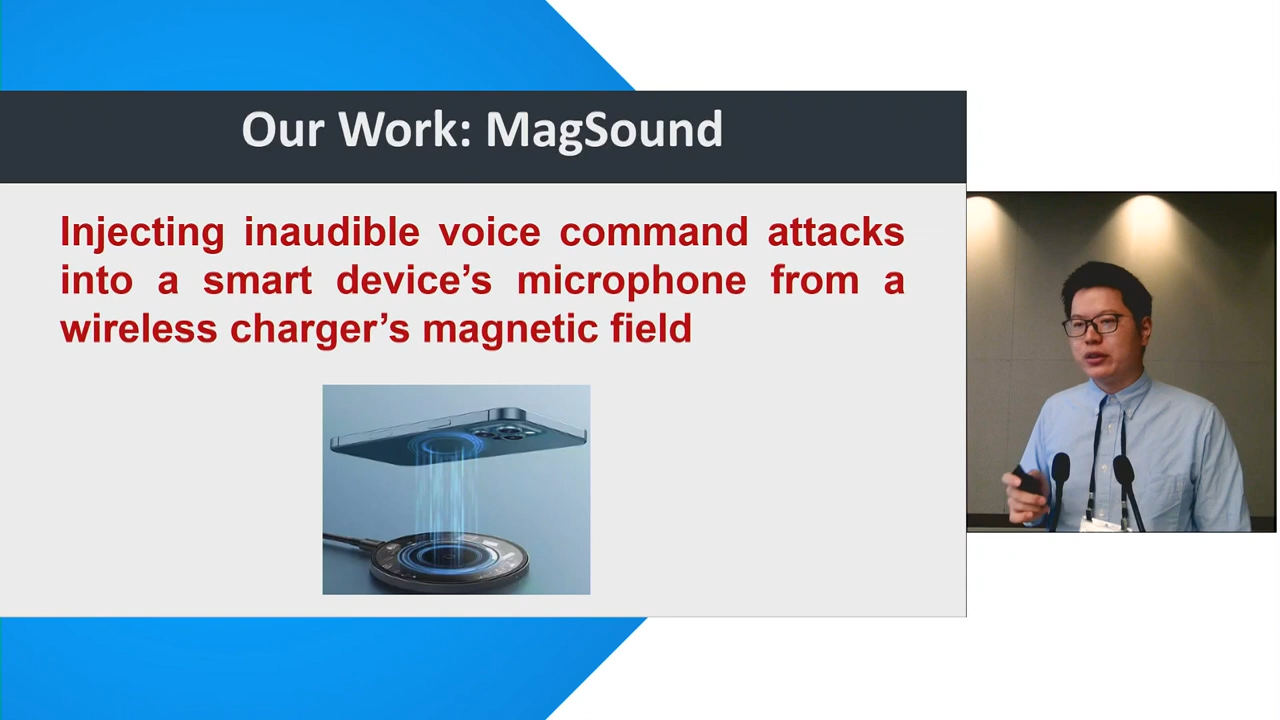 Our Work: MagSound
Injecting inaudible voice command attacks
into a smart device’s microphone from a
wireless charger’s magnetic field